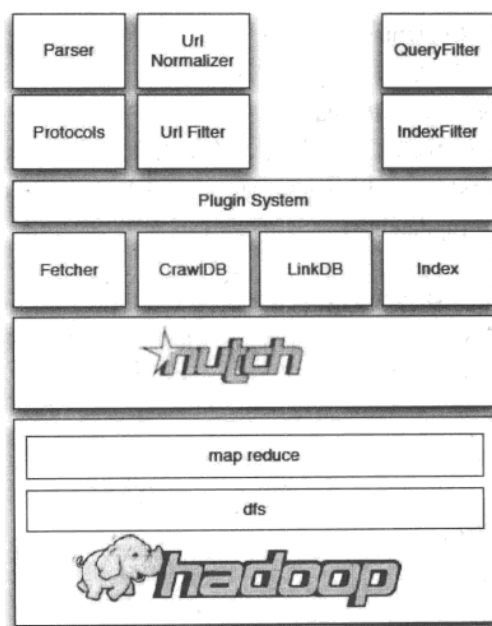 Parser
Url
Normalizer
QueryFilter
Protocols
Url Filter
IndexFilter
Plugin System
Fetcher
CrawlDB
LinkDB
Index
nutch
map reduce
dfs
hadoop